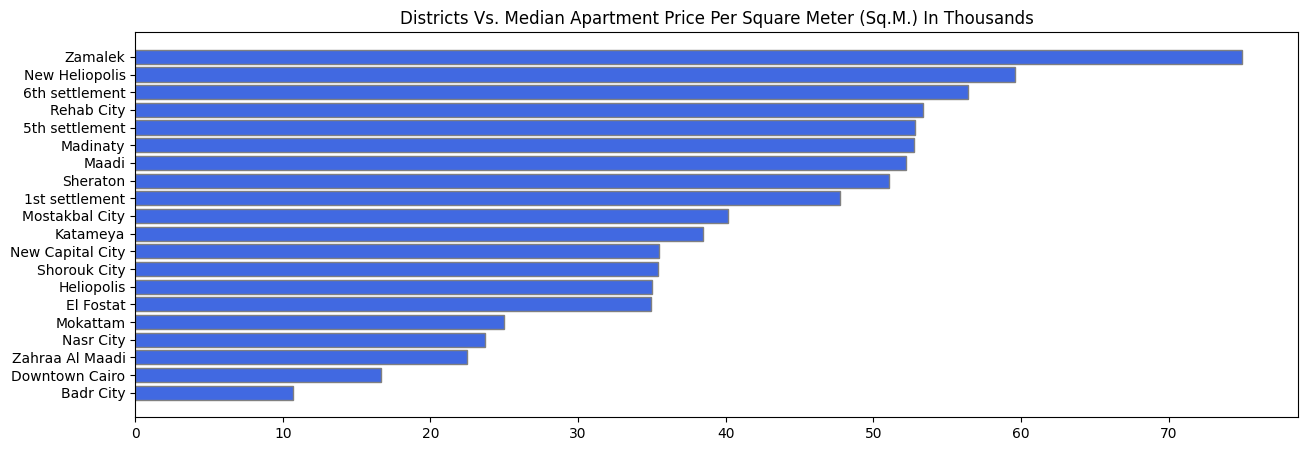 Districts Vs. Median Apartment Price Per Square Meter (Sq.M.) In Thousands
Zamalek
New Heliopolis
6th settlement
Rehab City
5th settlement
Madinaty
Maadi
Sheraton
1st settlement
Mostakbal City
Katameya
New Capital City
Shorouk City
Heliopolis
El Fostat
Mokattam
Nasr City
Zahraa Al Maadi
Downtown Cairo
Badr City
0 10 20 30 40 50 60 70